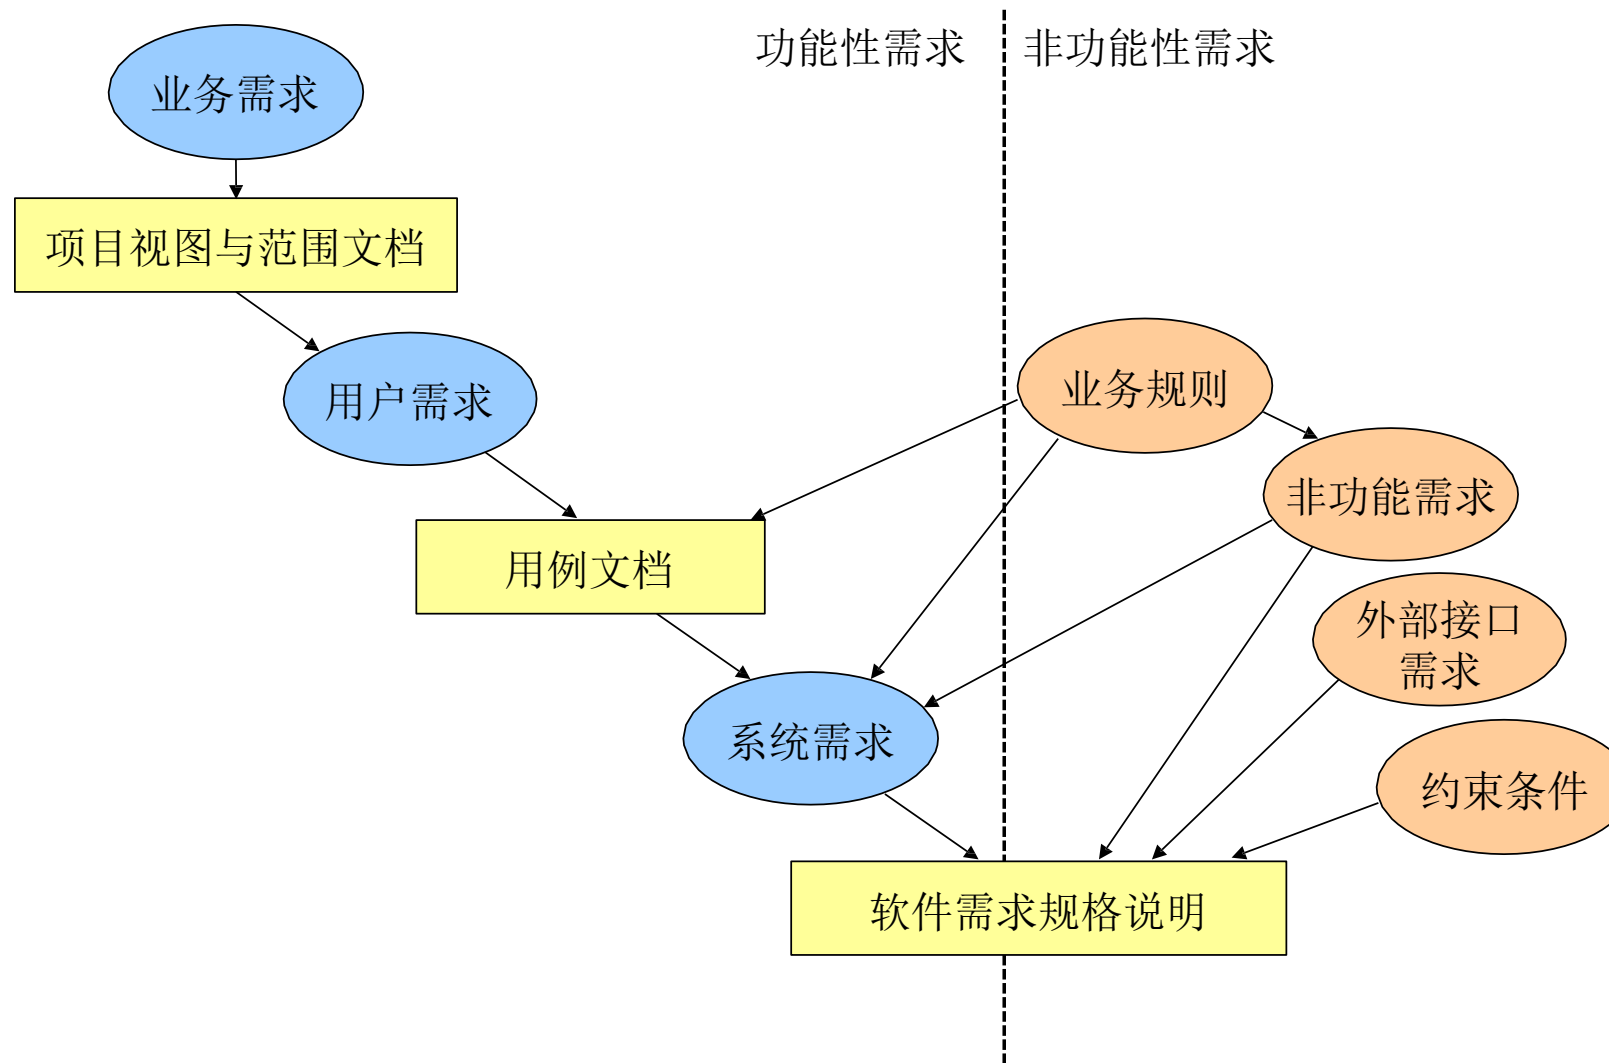 功能性需求
非功能性需求
业务需求
项目视图与范围文档
用户需求
业务规则
非功能需求
用例文档
外部接口
需求
系统需求
约束条件
软件需求规格说明